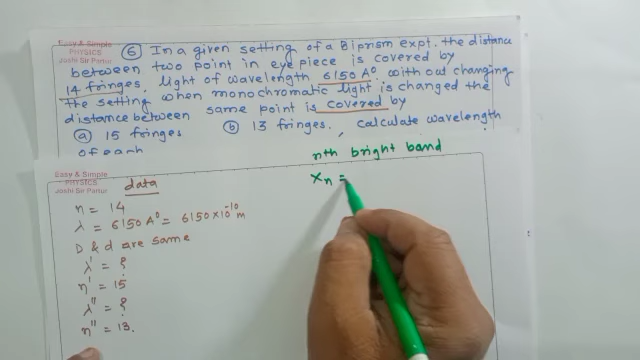 Easy & Simple
PHYSICS
Joshi Sir Partur
⑥ In a given setting of a Biprism expt. the distance
between two point in eyepiece is covered by
14 fringes. light of wavelength 6150 A° with out changing
the setting when monochromatic light is changed the
distance between same point is covered by
ⓐ 15 fringes ⓑ 13 fringes. Calculate wavelength
of each
Easy & Simple
PHYSICS
Joshi Sir Partur
data
n = 14
λ = 6150 A° = 6150 × 10⁻¹⁰ m
D & d are same
λ' = ?
n' = 15
λ'' = ?
n'' = 13.
nth bright band
Xn =